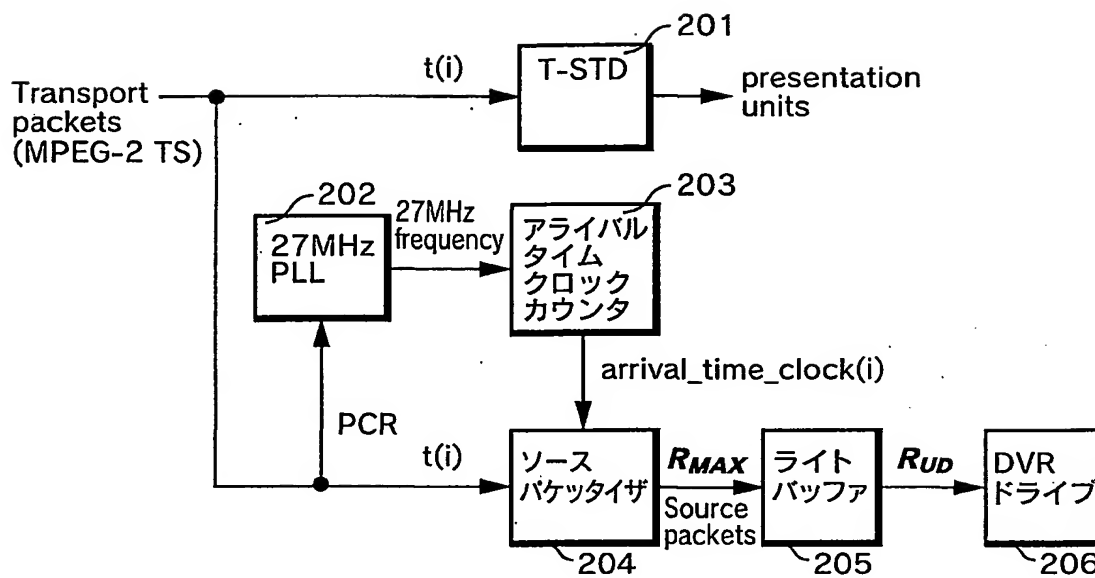 201
t(i)
T-STD
Transport
packets
(MPEG-2 TS)
presentation
units
202
27MHz
frequency
203
27MHz
PLL
アライバル
タイム
クロック
カウンタ
arrival_time_clock(i)
PCR
t(i)
ソース
パケッタイザ
RMAX
Source
packets
ライト
バッファ
RUD
DVR
ドライブ
204
205
206